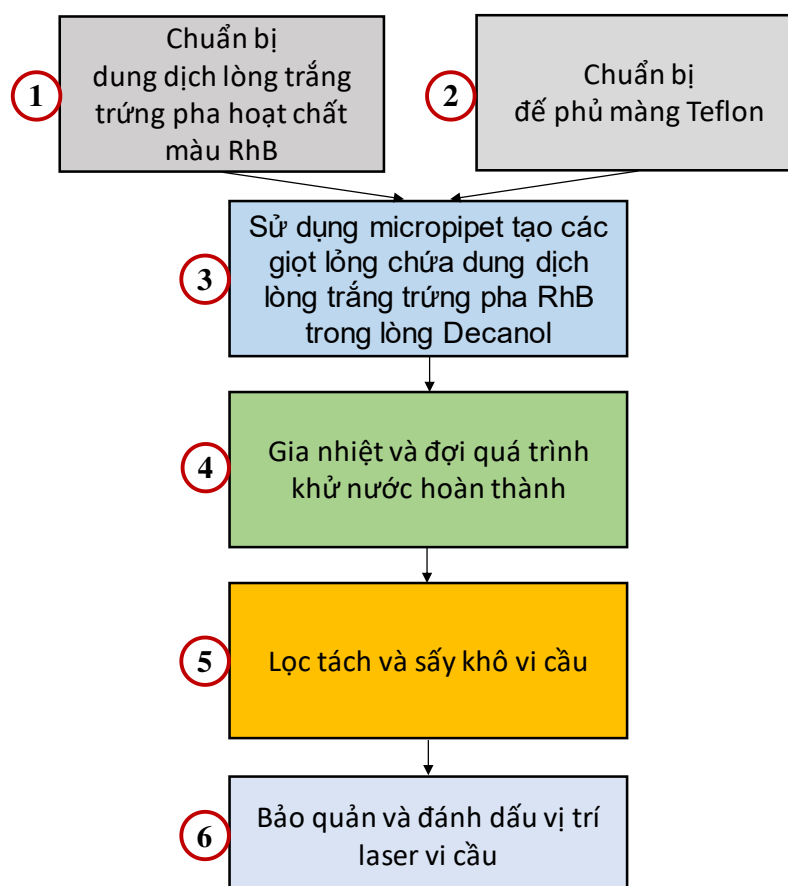 1
Chuẩn bị
dung dịch lòng trắng
trứng pha hoạt chất
màu RhB
2
Chuẩn bị
đế phủ màng Teflon
3
Sử dụng micropipet tạo các
giọt lỏng chứa dung dịch
lòng trắng trứng pha RhB
trong lòng Decanol
4
Gia nhiệt và đợi quá trình
khử nước hoàn thành
5
Lọc tách và sấy khô vi cầu
6
Bảo quản và đánh dấu vị trí
laser vi cầu